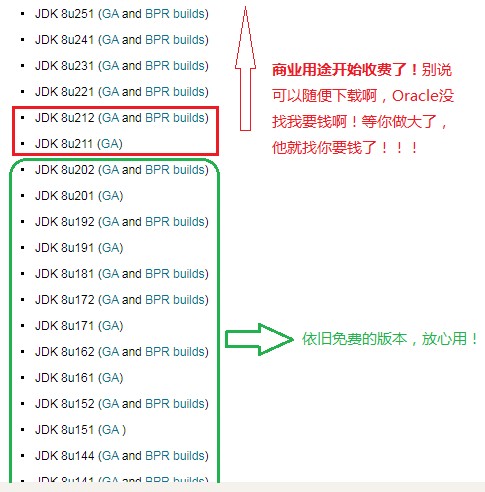 JDK 8u251 (GA and BPR builds)
JDK 8u241 (GA and BPR builds)
JDK 8u231 (GA and BPR builds)
JDK 8u221 (GA and BPR builds)
JDK 8u212 (GA and BPR builds)
JDK 8u211 (GA)
商业用途开始收费了！别说
可以随便下载啊，Oracle没
找我要钱啊！等你做大了，
他就找你要钱了！！！
JDK 8u202 (GA and BPR builds)
JDK 8u201 (GA)
JDK 8u192 (GA and BPR builds)
JDK 8u191 (GA)
JDK 8u181 (GA and BPR builds)
JDK 8u172 (GA and BPR builds)
JDK 8u171 (GA)
JDK 8u162 (GA and BPR builds)
JDK 8u161 (GA)
JDK 8u152 (GA and BPR builds)
JDK 8u151 (GA )
JDK 8u144 (GA and BPR builds)
JDK 8u141 (GA and BPR builds)
依旧免费的版本，放心用！